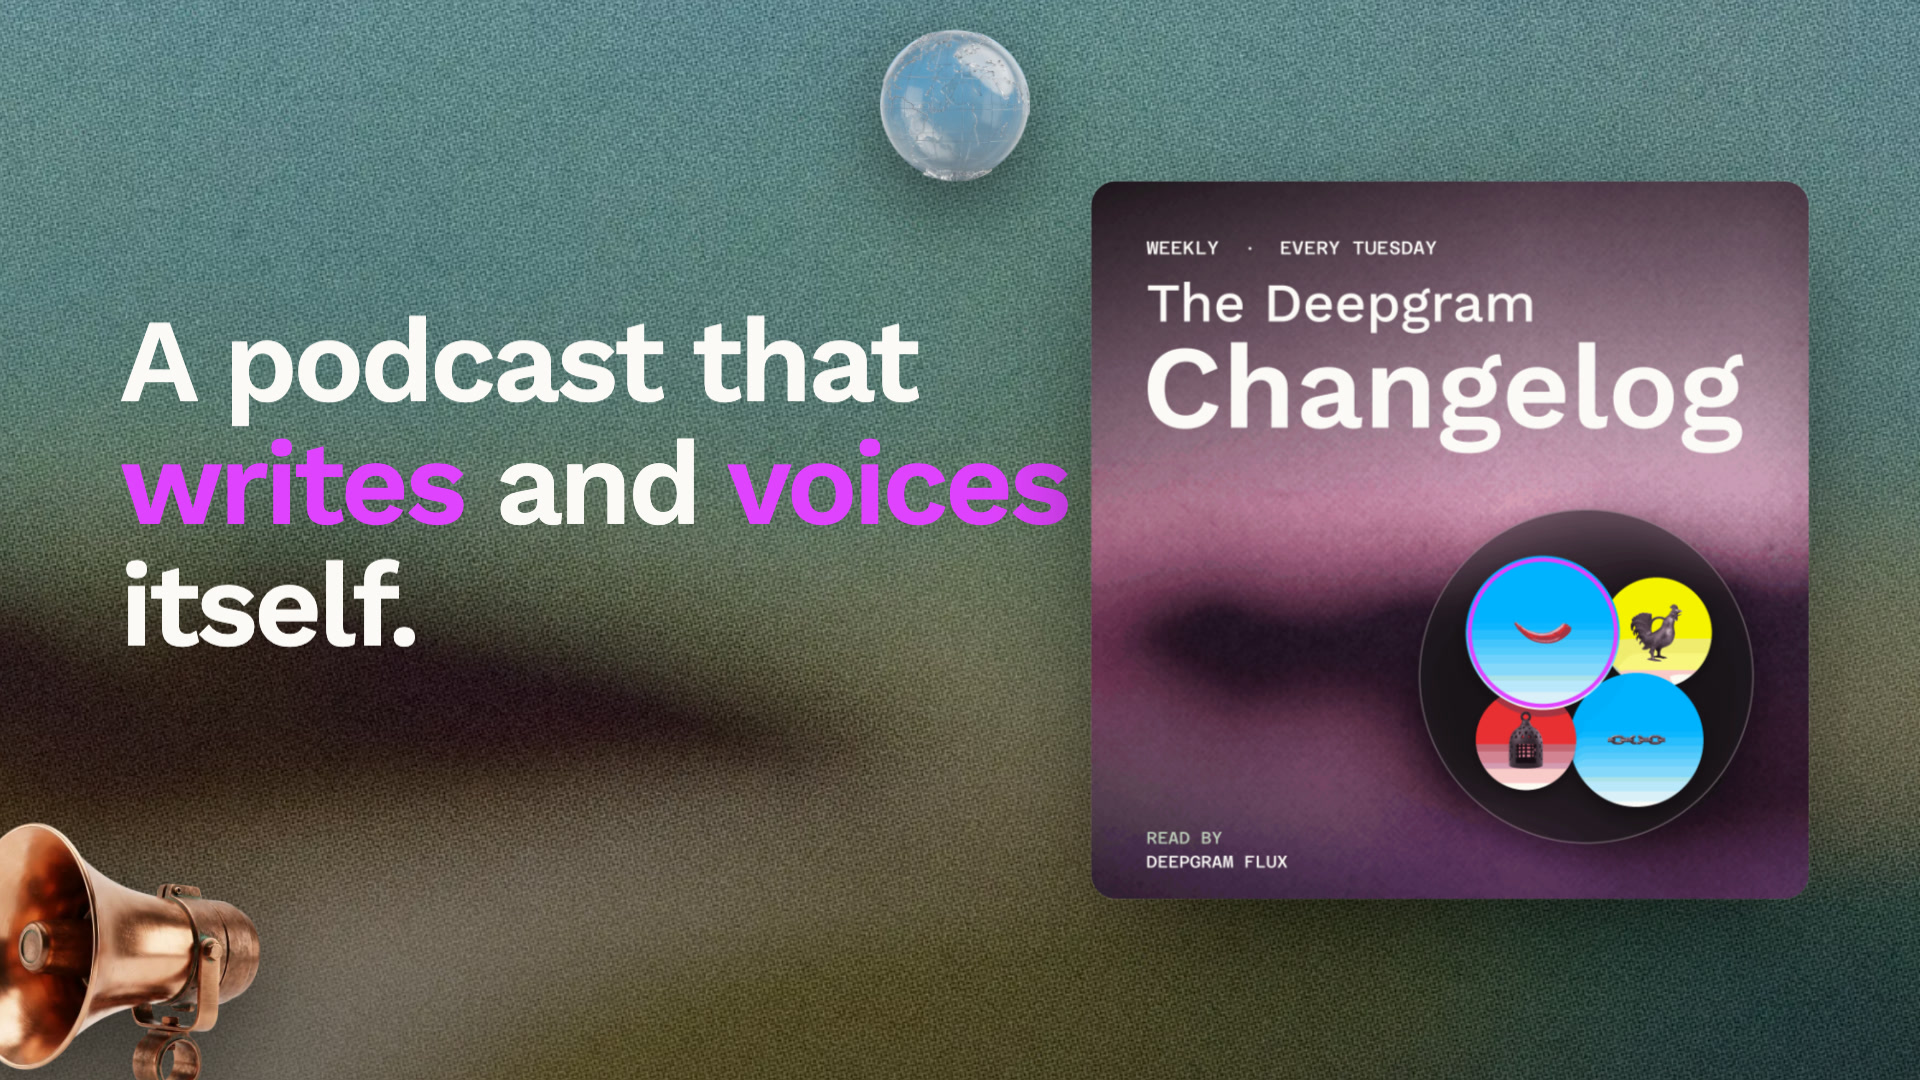 A podcast that
writes and voices
itself.
WEEKLY · EVERY TUESDAY
The Deepgram
Changelog
READ BY
DEEPGRAM FLUX